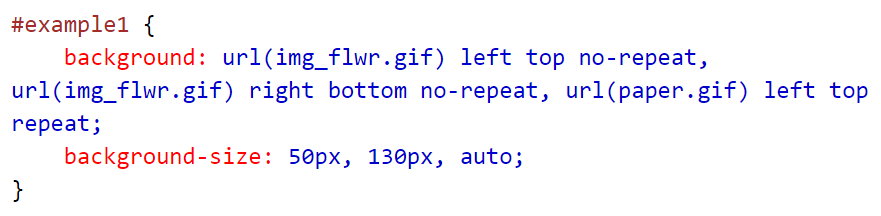 #example1 {
    background: url(img_flwr.gif) left top no-repeat,
url(img_flwr.gif) right bottom no-repeat, url(paper.gif) left top
repeat;
    background-size: 50px, 130px, auto;
}